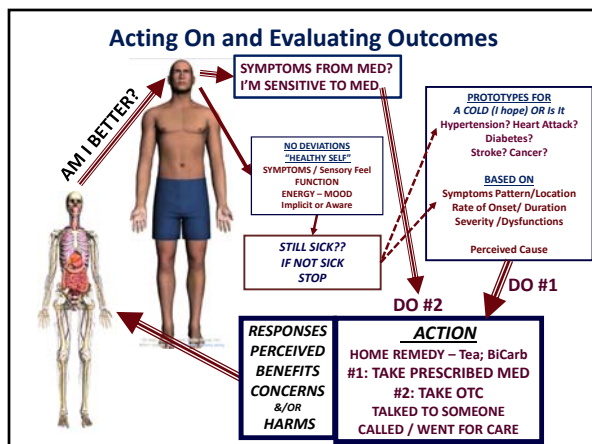 Acting On and Evaluating Outcomes
AM I BETTER?
SYMPTOMS FROM MED?
I'M SENSITIVE TO MED
NO DEVIATIONS
"HEALTHY SELF"
SYMPTOMS / Sensory Feel
FUNCTION
ENERGY – MOOD
Implicit or Aware
STILL SICK??
IF NOT SICK
STOP
PROTOTYPES FOR
A COLD (I hope) OR Is It
Hypertension? Heart Attack?
Diabetes?
Stroke? Cancer?
BASED ON
Symptoms Pattern/Location
Rate of Onset/ Duration
Severity /Dysfunctions
Perceived Cause
DO #1
DO #2
RESPONSES
PERCEIVED
BENEFITS
CONCERNS
&/OR
HARMS
ACTION
HOME REMEDY – Tea; BiCarb
#1: TAKE PRESCRIBED MED
#2: TAKE OTC
TALKED TO SOMEONE
CALLED / WENT FOR CARE